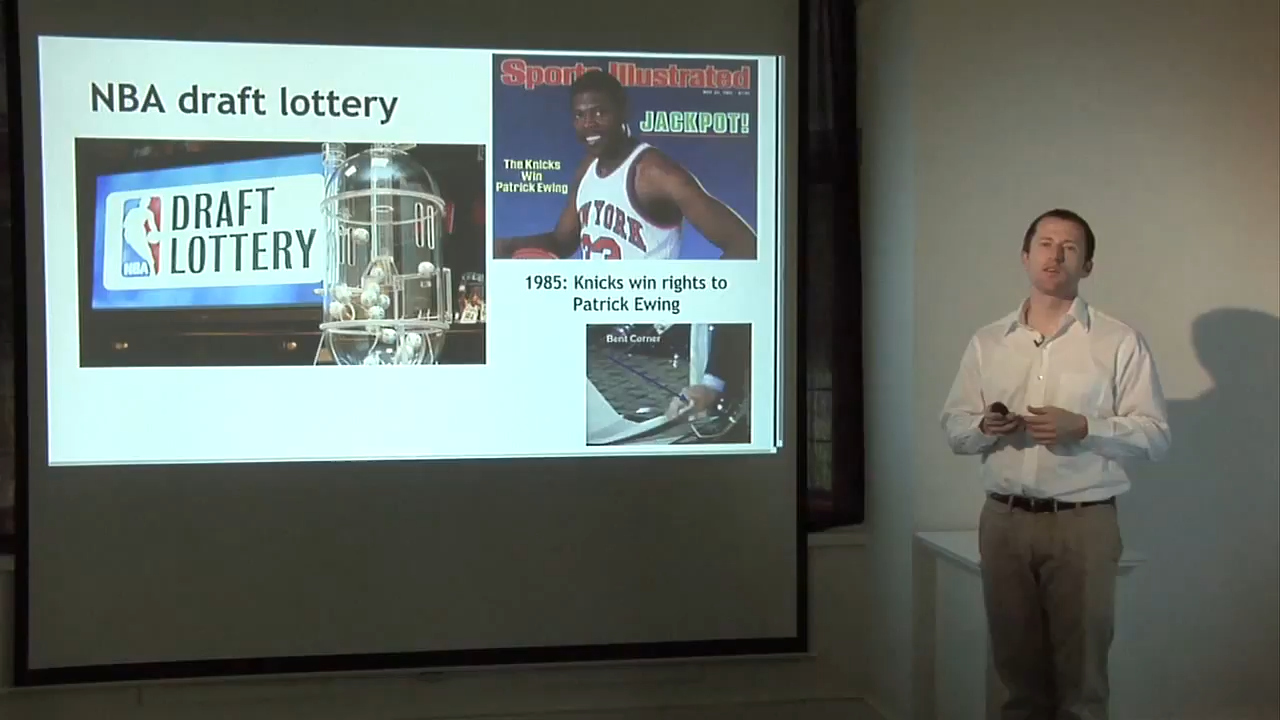 NBA draft lottery
NBA
DRAFT
LOTTERY
Sports Illustrated
JACKPOT!
The Knicks
Win
Patrick Ewing
W YORK
33
1985: Knicks win rights to
Patrick Ewing
Bent Corner